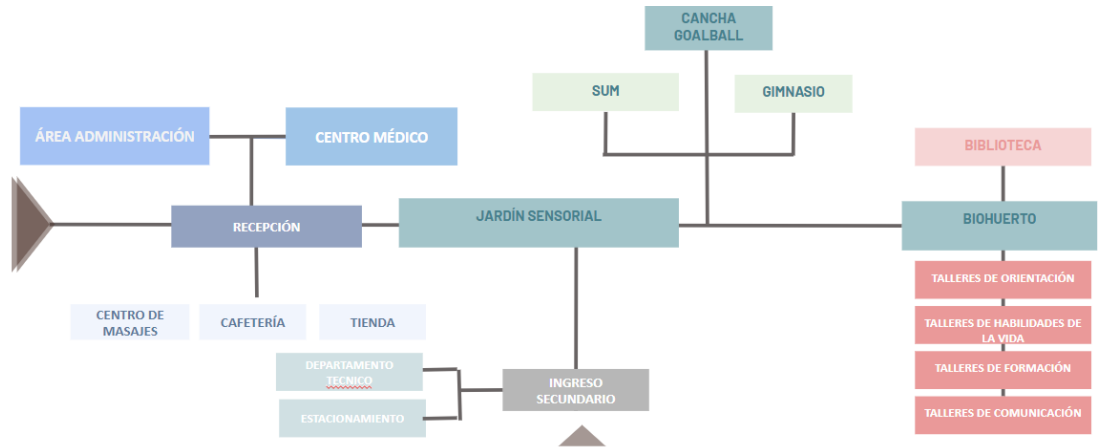 CANCHA
GOALBALL
SUM
GIMNASIO
ÁREA ADMINISTRACIÓN
CENTRO MÉDICO
BIBLIOTECA
RECEPCIÓN
JARDÍN SENSORIAL
BIOHUERTO
TALLERES DE ORIENTACIÓN
CENTRO DE
MASAJES
CAFETERÍA
TIENDA
TALLERES DE HABILIDADES DE
LA VIDA
DEPARTAMENTO
TECNICO
TALLERES DE FORMACIÓN
INGRESO
SECUNDARIO
ESTACIONAMIENTO
TALLERES DE COMUNICACIÓN